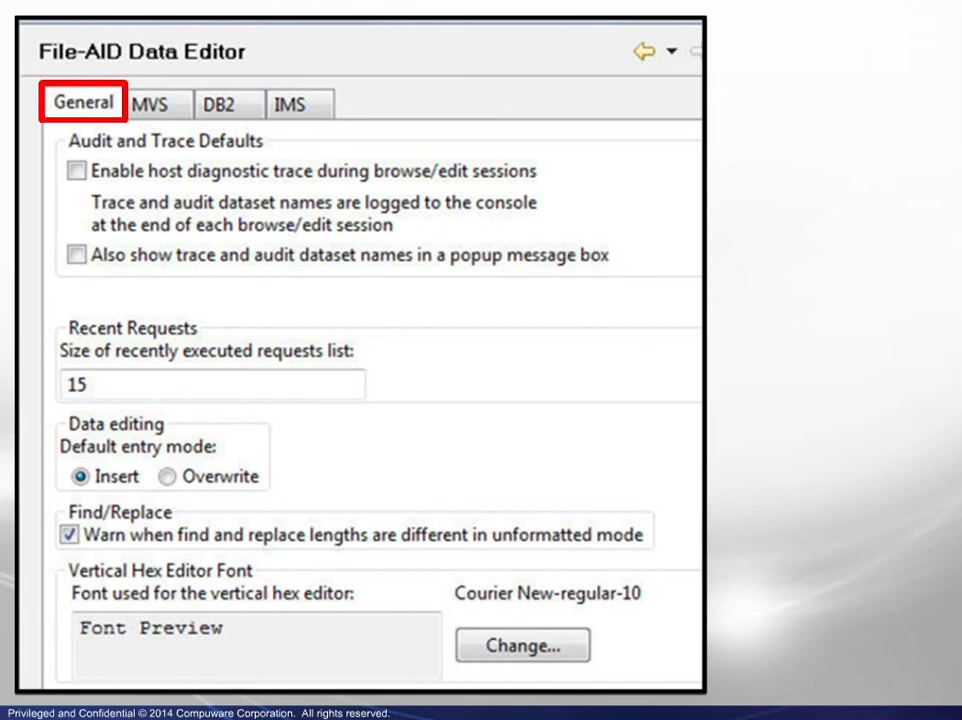 File-AID Data Editor
General MVS DB2 IMS
Audit and Trace Defaults
Enable host diagnostic trace during browse/edit sessions
Trace and audit dataset names are logged to the console
at the end of each browse/edit session
Also show trace and audit dataset names in a popup message box
Recent Requests
Size of recently executed requests list:
15
Data editing
Default entry mode:
Insert Overwrite
Find/Replace
Warn when find and replace lengths are different in unformatted mode
Vertical Hex Editor Font
Font used for the vertical hex editor: Courier New-regular-10
Font Preview
Change...
Privileged and Confidential © 2014 Compuware Corporation. All rights reserved.